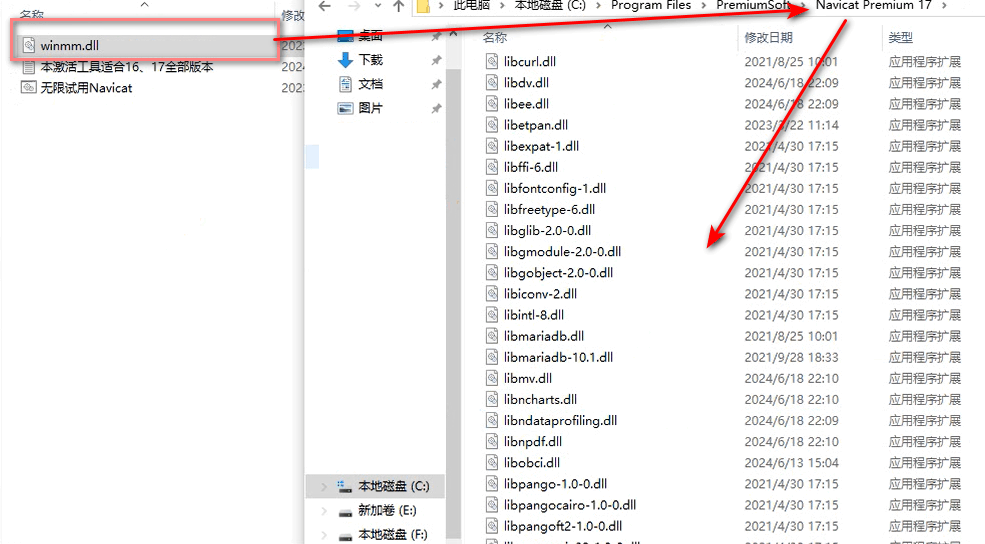 名称
修改
winmm.dll
2023
本激活工具适合16、17全部版本
2024
无限试用Navicat
2023
此电脑 本地磁盘 (C:) Program Files PremiumSoft Navicat Premium 17
桌面
下载
文档
图片
本地磁盘 (C:)
新加卷 (E:)
本地磁盘 (F:)
名称 修改日期 类型
libcurl.dll 2021/8/25 10:01 应用程序扩展
libdv.dll 2024/6/18 22:09 应用程序扩展
libee.dll 2024/6/18 22:09 应用程序扩展
libetpan.dll 2023/3/22 11:14 应用程序扩展
libexpat-1.dll 2021/4/30 17:15 应用程序扩展
libffi-6.dll 2021/4/30 17:15 应用程序扩展
libfontconfig-1.dll 2021/4/30 17:15 应用程序扩展
libfreetype-6.dll 2021/4/30 17:15 应用程序扩展
libglib-2.0-0.dll 2021/4/30 17:15 应用程序扩展
libgmodule-2.0-0.dll 2021/4/30 17:15 应用程序扩展
libgobject-2.0-0.dll 2021/4/30 17:15 应用程序扩展
libiconv-2.dll 2021/4/30 17:15 应用程序扩展
libintl-8.dll 2021/4/30 17:15 应用程序扩展
libmariadb.dll 2021/8/25 10:01 应用程序扩展
libmariadb-10.1.dll 2021/9/28 18:33 应用程序扩展
libmv.dll 2024/6/18 22:10 应用程序扩展
libncharts.dll 2024/6/18 22:10 应用程序扩展
libndataprofiling.dll 2024/6/18 22:09 应用程序扩展
libnpdf.dll 2024/6/18 22:10 应用程序扩展
libobci.dll 2024/6/13 15:04 应用程序扩展
libpango-1.0-0.dll 2021/4/30 17:15 应用程序扩展
libpangocairo-1.0-0.dll 2021/4/30 17:15 应用程序扩展
libpangoft2-1.0-0.dll 2021/4/30 17:15 应用程序扩展